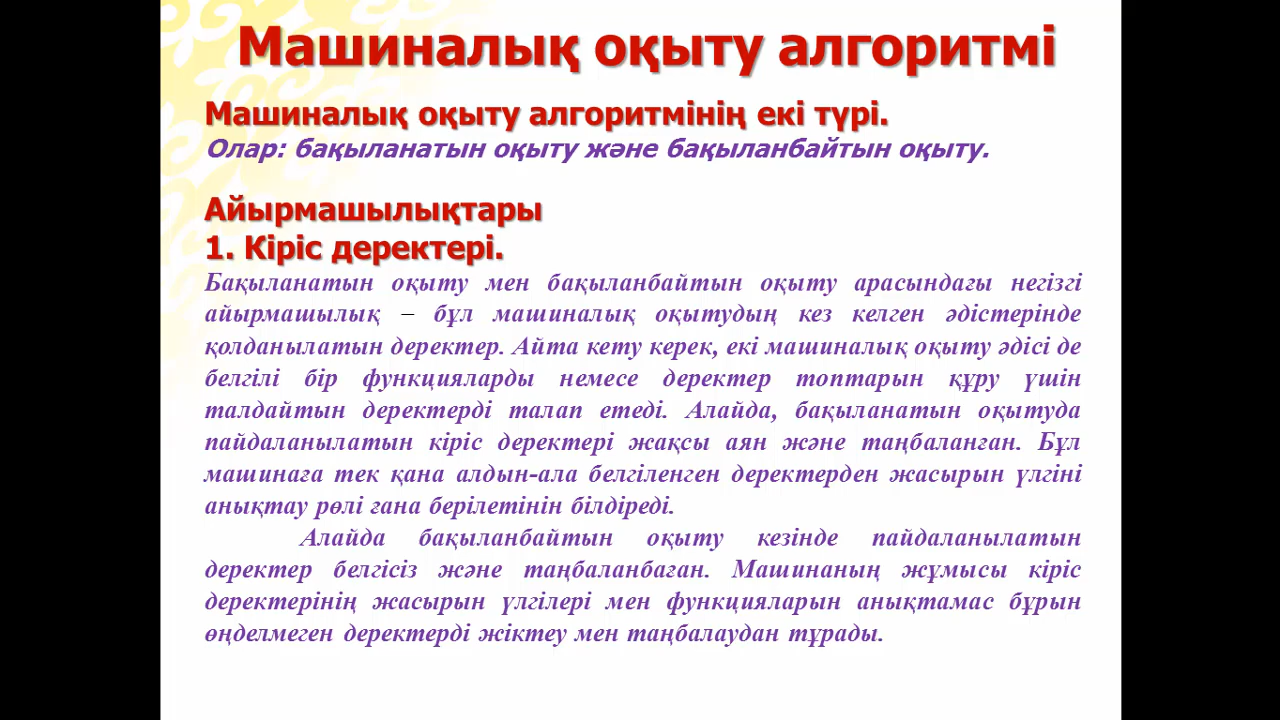 Машиналық оқыту алгоритмі
Машиналық оқыту алгоритмінің екі түрі.
Олар: бақыланатын оқыту және бақыланбайтын оқыту.
Айырмашылықтары
1. Кіріс деректері.
Бақыланатын оқыту мен бақыланбайтын оқыту арасындағы негізгі
айырмашылық – бұл машиналық оқытудың кез келген әдістерінде
қолданылатын деректер. Айта кету керек, екі машиналық оқыту әдісі де
белгілі бір функцияларды немесе деректер топтарын құру үшін
талдайтын деректерді талап етеді. Алайда, бақыланатын оқытуда
пайдаланылатын кіріс деректері жақсы аян және таңбаланған. Бұл
машинаға тек қана алдын-ала белгіленген деректерден жасырын үлгіні
анықтау рөлі ғана берілетінін білдіреді.
Алайда бақыланбайтын оқыту кезінде пайдаланылатын
деректер белгісіз және таңбаланбаған. Машинаның жұмысы кіріс
деректерінің жасырын үлгілері мен функцияларын анықтамас бұрын
өңделмеген деректерді жіктеу мен таңбалаудан тұрады.